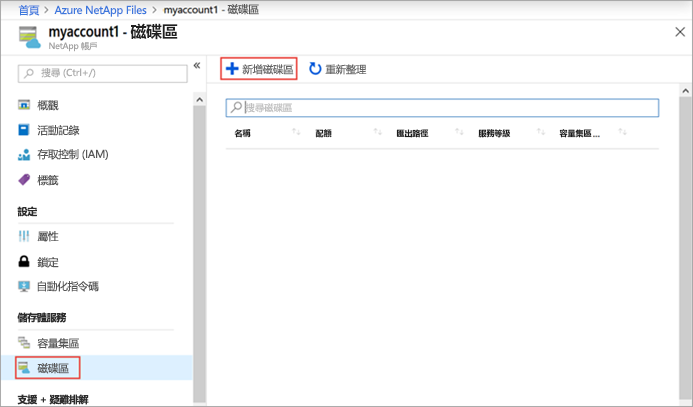 首頁 > Azure NetApp Files > myaccount1 - 磁碟區
myaccount1 - 磁碟區
NetApp 帳戶
搜尋 (Ctrl+/)
概觀
活動記錄
存取控制 (IAM)
標籤
設定
屬性
鎖定
自動化指令碼
儲存體服務
容量集區
磁碟區
支援 + 疑難排解
新增磁碟區
重新整理
搜尋磁碟區
名稱 配額 匯出路徑 服務等級 容量集區 ...